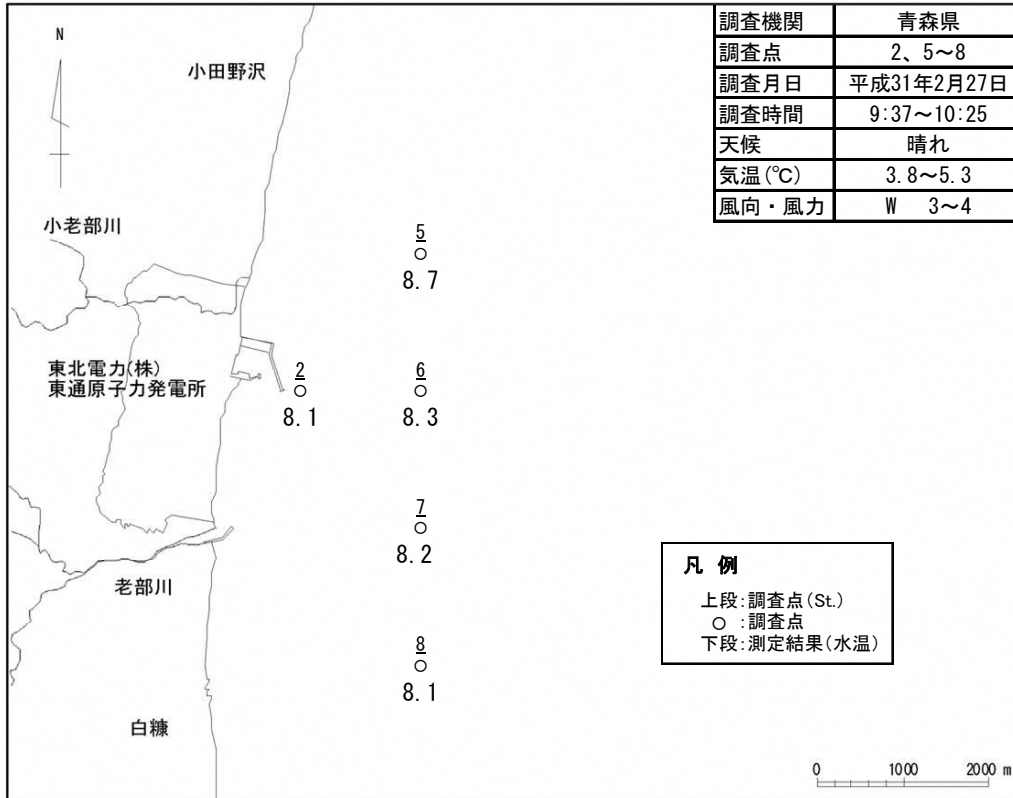 調査機関 青森県
調査点 2、5～8
調査月日 平成31年2月27日
調査時間 9:37～10:25
天候 晴れ
気温(℃) 3.8～5.3
風向・風力 W 3～4
N
小田野沢
小老部川
5
8.7
東北電力(株)
東通原子力発電所
2
8.1
6
8.3
7
8.2
老部川
8
8.1
白糠
凡 例
上段:調査点(St.)
○ :調査点
下段:測定結果(水温)
0 1000 2000 m